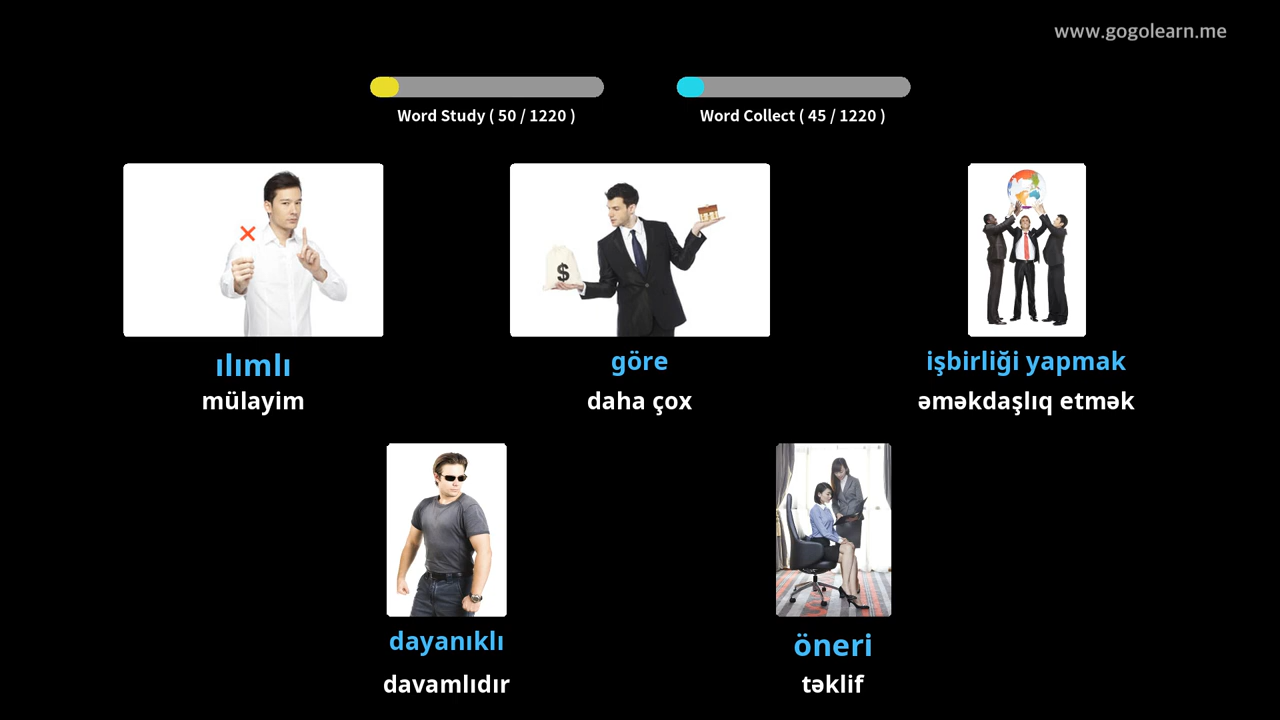 www.gogolearn.me
Word Study ( 50 / 1220 )
Word Collect ( 45 / 1220 )
$
ılımlı
mülayim
göre
daha çox
işbirliği yapmak
əməkdaşlıq etmək
dayanıklı
davamlıdır
öneri
təklif